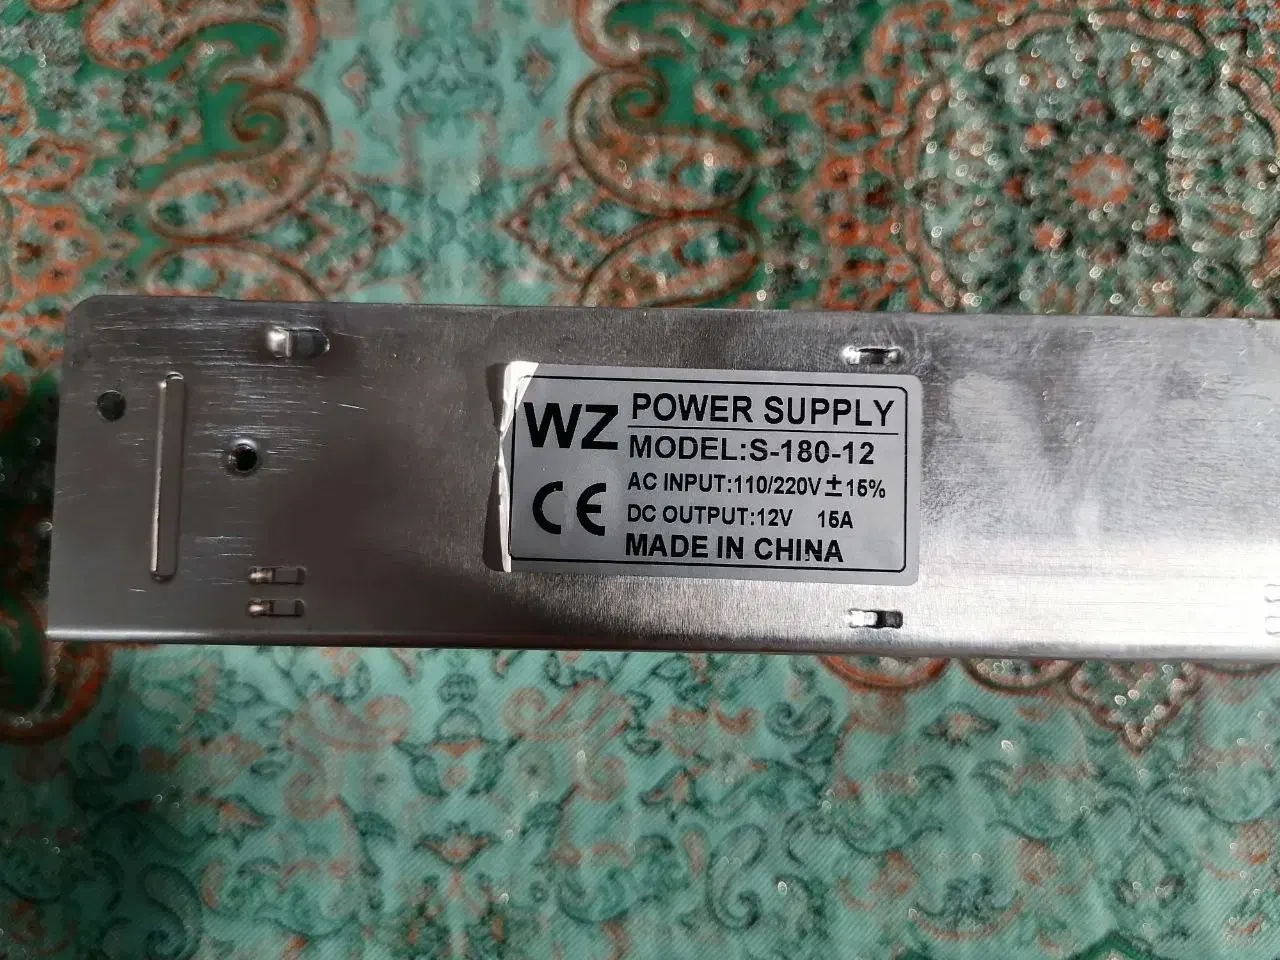 WZ
POWER SUPPLY
MODEL:S-180-12
AC INPUT:110/220V±15%
CE
DC OUTPUT:12V 15A
MADE IN CHINA